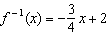 f⁻¹(x) = −3/4 x + 2